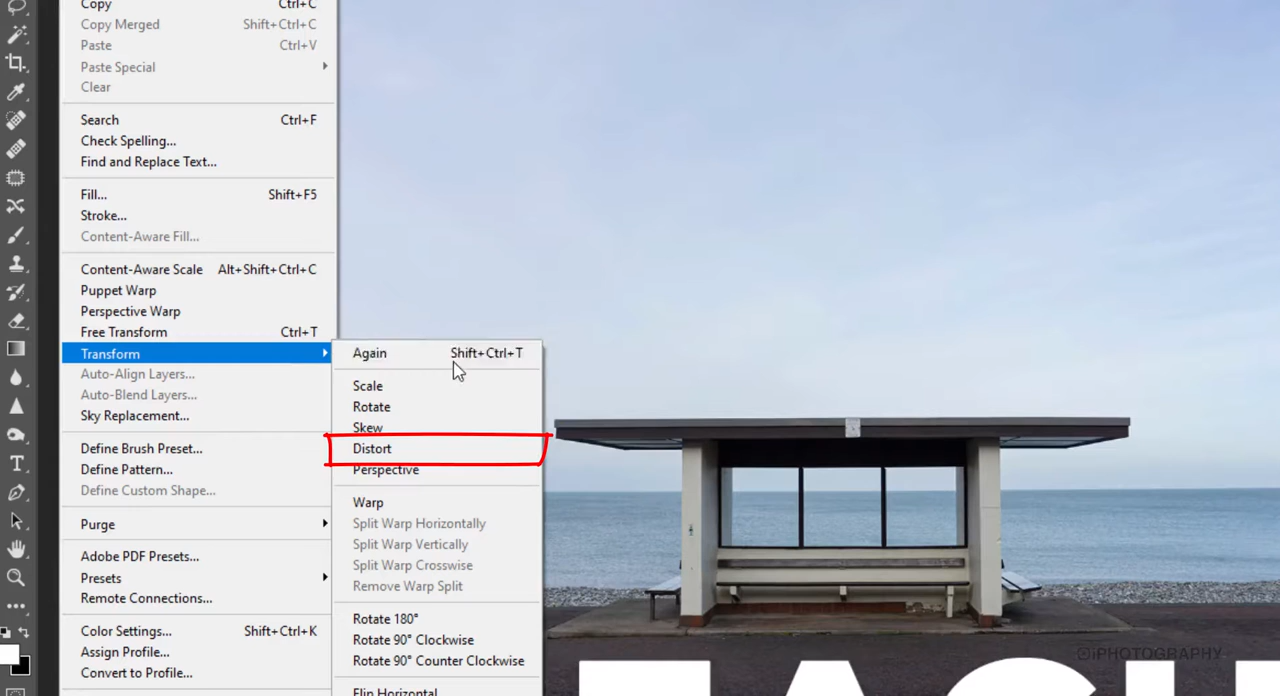 Copy Ctrl+C
Copy Merged Shift+Ctrl+C
Paste Ctrl+V
Paste Special
Clear
Search Ctrl+F
Check Spelling...
Find and Replace Text...
Fill... Shift+F5
Stroke...
Content-Aware Fill...
Content-Aware Scale Alt+Shift+Ctrl+C
Puppet Warp
Perspective Warp
Free Transform Ctrl+T
Transform
Auto-Align Layers...
Auto-Blend Layers...
Sky Replacement...
Define Brush Preset...
Define Pattern...
Define Custom Shape...
Purge
Adobe PDF Presets...
Presets
Remote Connections...
Color Settings... Shift+Ctrl+K
Assign Profile...
Convert to Profile...
Again Shift+Ctrl+T
Scale
Rotate
Skew
Distort
Perspective
Warp
Split Warp Horizontally
Split Warp Vertically
Split Warp Crosswise
Remove Warp Split
Rotate 180°
Rotate 90° Clockwise
Rotate 90° Counter Clockwise
Flip Horizontal
iPHOTOGRAPHY